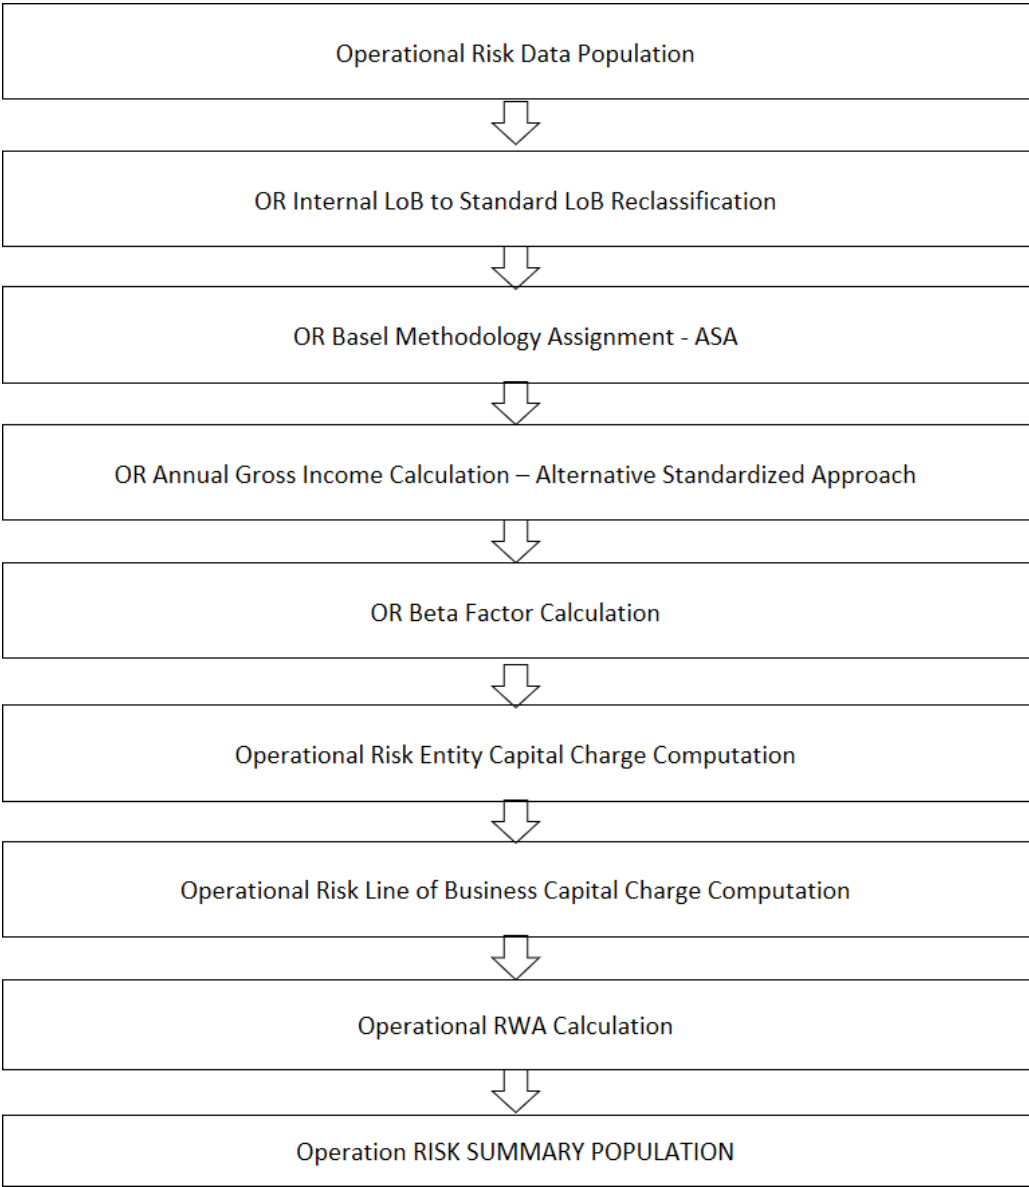 Operational Risk Data Population
OR Internal LoB to Standard LoB Reclassification
OR Basel Methodology Assignment - ASA
OR Annual Gross Income Calculation – Alternative Standardized Approach
OR Beta Factor Calculation
Operational Risk Entity Capital Charge Computation
Operational Risk Line of Business Capital Charge Computation
Operational RWA Calculation
Operation RISK SUMMARY POPULATION